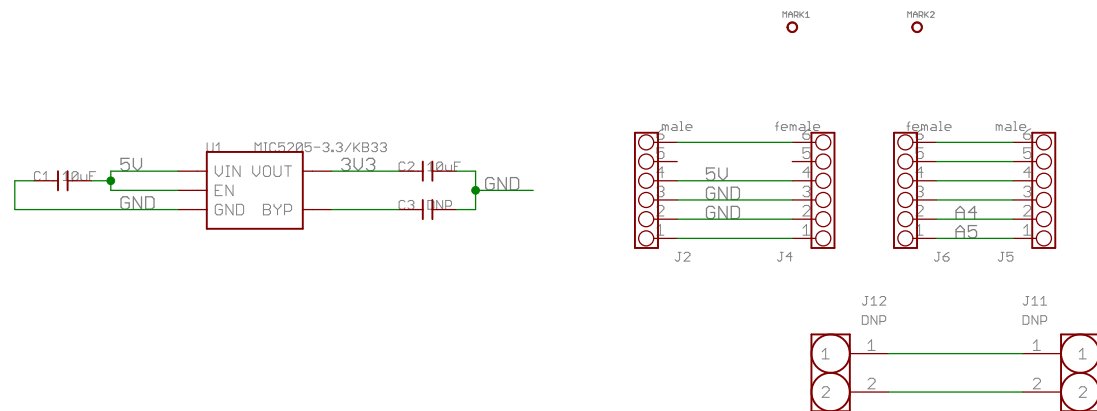 MARK1 MARK2
male female female male
U1 MIC5205-3.3/KB33
6 6 6 6
5 5 5 5
5V VIN VOUT 3V3 C2 10uF 5V 4 4 4 4
C1 10uF EN GND GND 3 3 3 3
GND GND BYP C3 DNP GND 2 2 2 A4 2
1 1 1 A5 1
J2 J4 J6 J5
J12 J11
DNP DNP
1 1 1 1
2 2 2 2